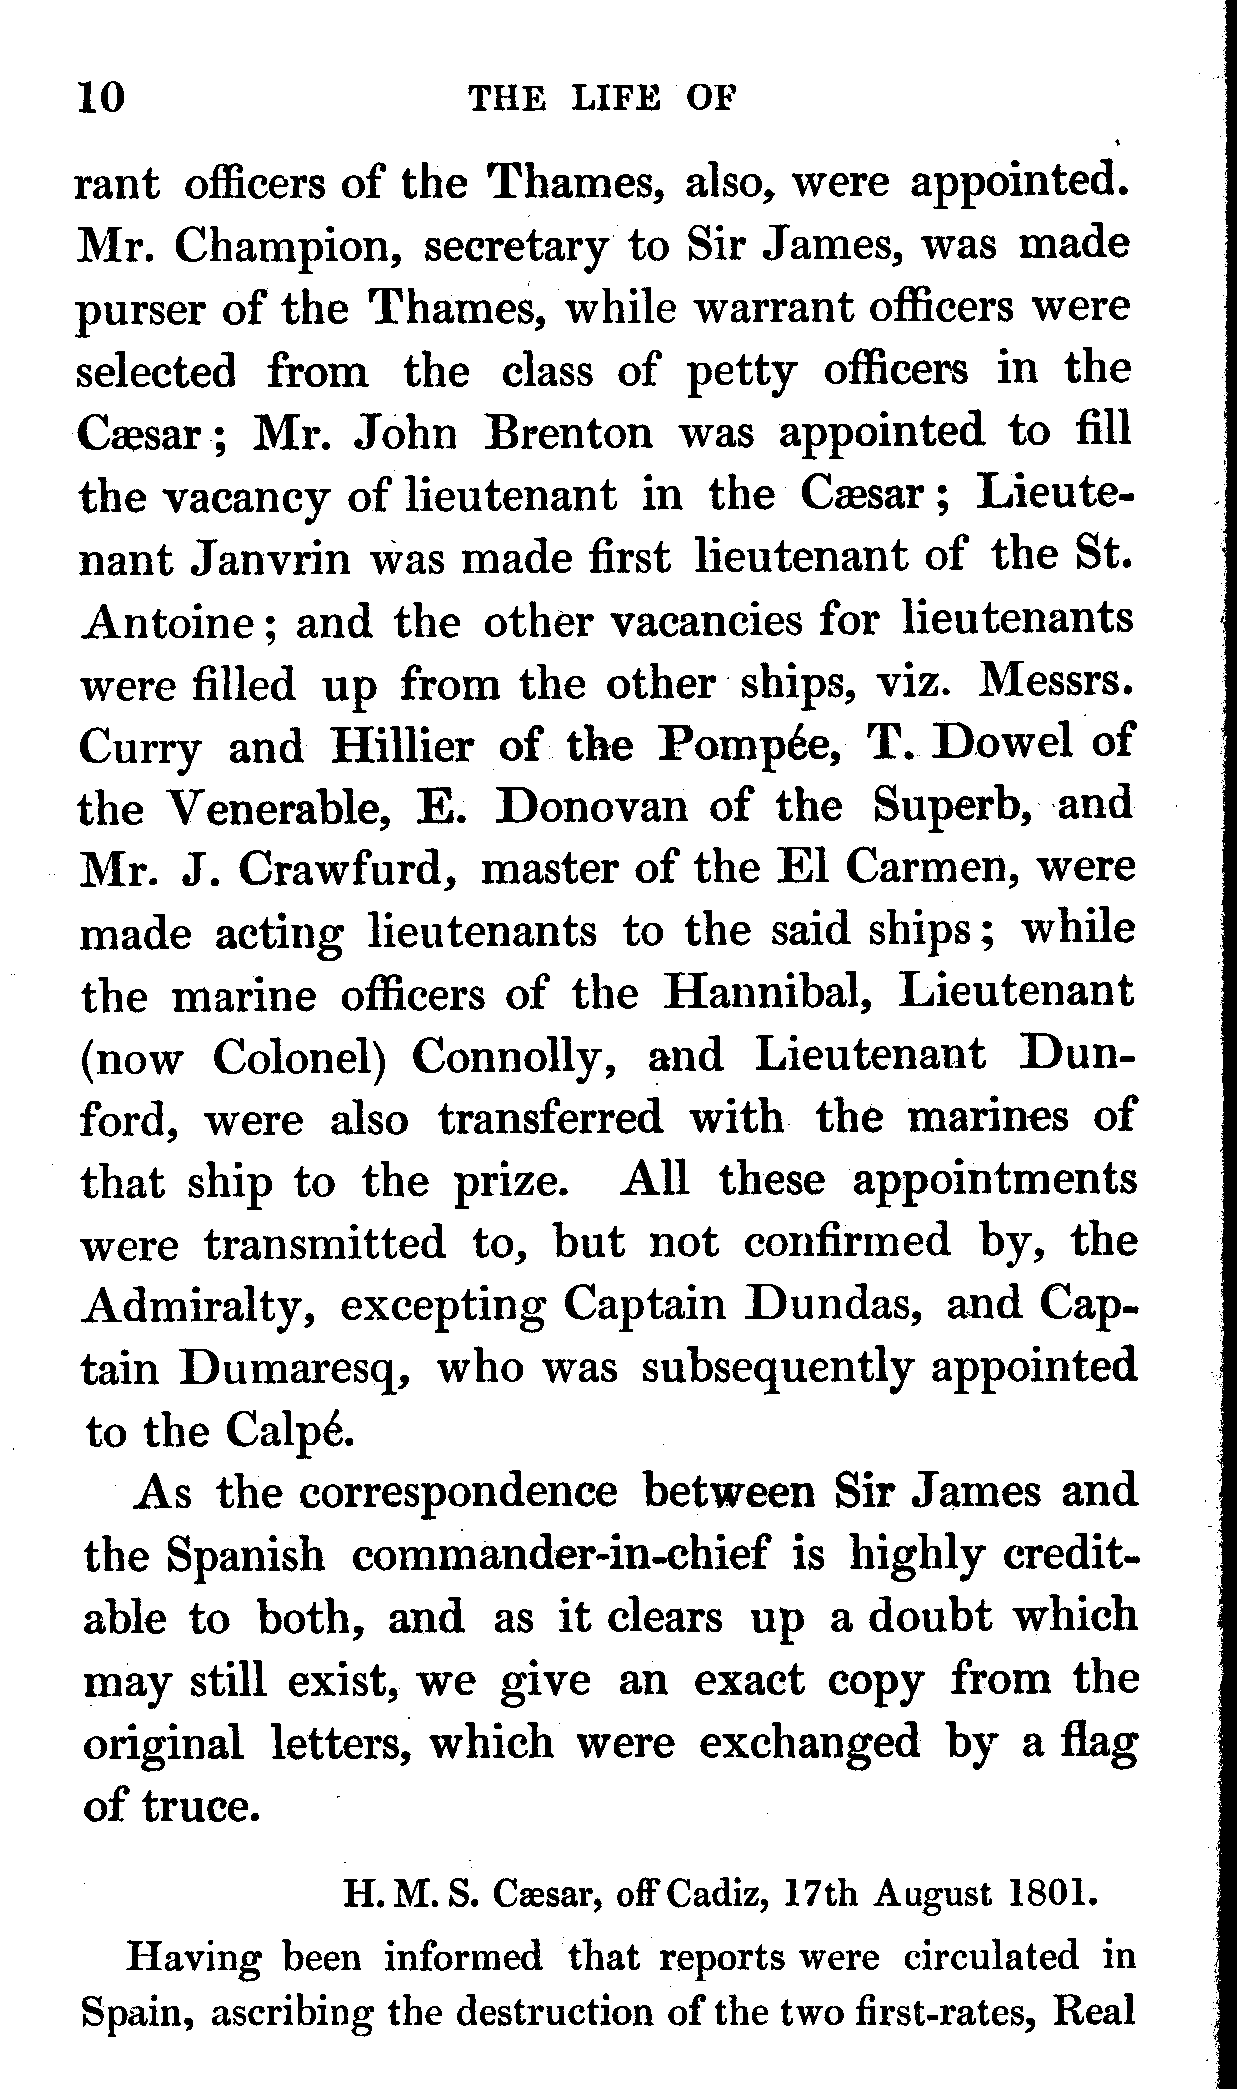 10 THE LIFE OF
rant officers of the Thames, also, were appointed.
Mr. Champion, secretary to Sir James, was made
purser of the Thames, while warrant officers were
selected from the class of petty officers in the
Cæsar; Mr. John Brenton was appointed to fill
the vacancy of lieutenant in the Cæsar; Lieute-
nant Janvrin was made first lieutenant of the St.
Antoine; and the other vacancies for lieutenants
were filled up from the other ships, viz. Messrs.
Curry and Hillier of the Pompée, T. Dowel of
the Venerable, E. Donovan of the Superb, and
Mr. J. Crawfurd, master of the El Carmen, were
made acting lieutenants to the said ships; while
the marine officers of the Hannibal, Lieutenant
(now Colonel) Connolly, and Lieutenant Dun-
ford, were also transferred with the marines of
that ship to the prize. All these appointments
were transmitted to, but not confirmed by, the
Admiralty, excepting Captain Dundas, and Cap-
tain Dumaresq, who was subsequently appointed
to the Calpé.
As the correspondence between Sir James and
the Spanish commander-in-chief is highly credit-
able to both, and as it clears up a doubt which
may still exist, we give an exact copy from the
original letters, which were exchanged by a flag
of truce.
H. M. S. Cæsar, off Cadiz, 17th August 1801.
Having been informed that reports were circulated in
Spain, ascribing the destruction of the two first-rates, Real